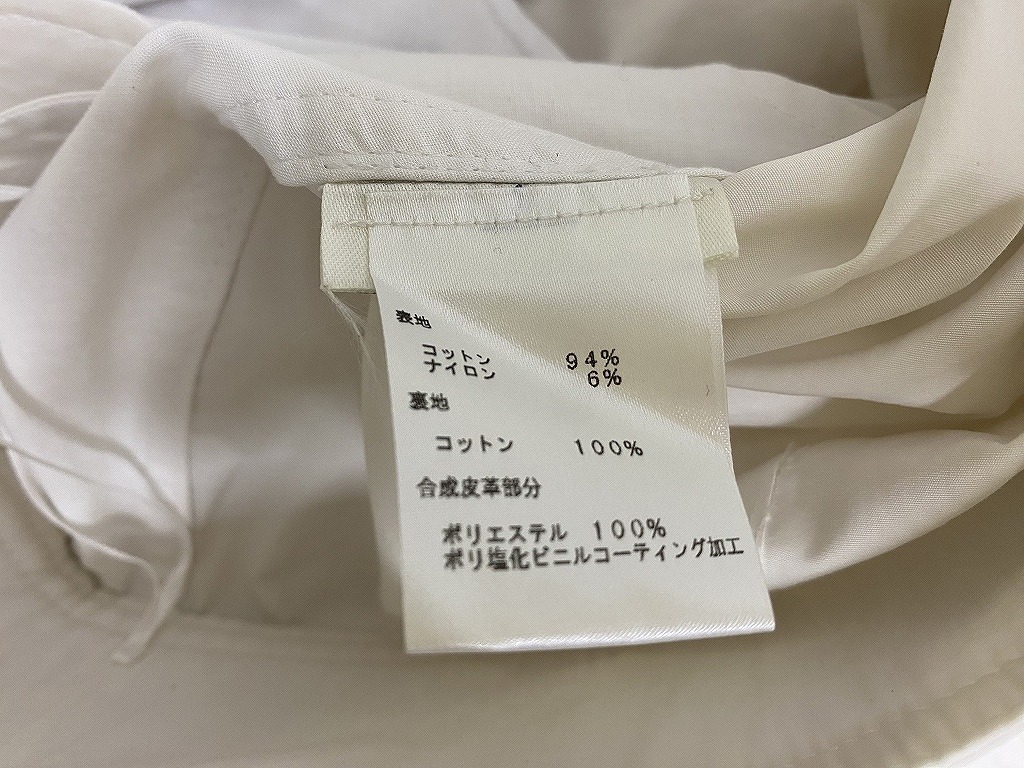 表地
コットン 94%
ナイロン 6%
裏地
コットン 100%
合成皮革部分
ポリエステル 100%
ポリ塩化ビニルコーティング加工